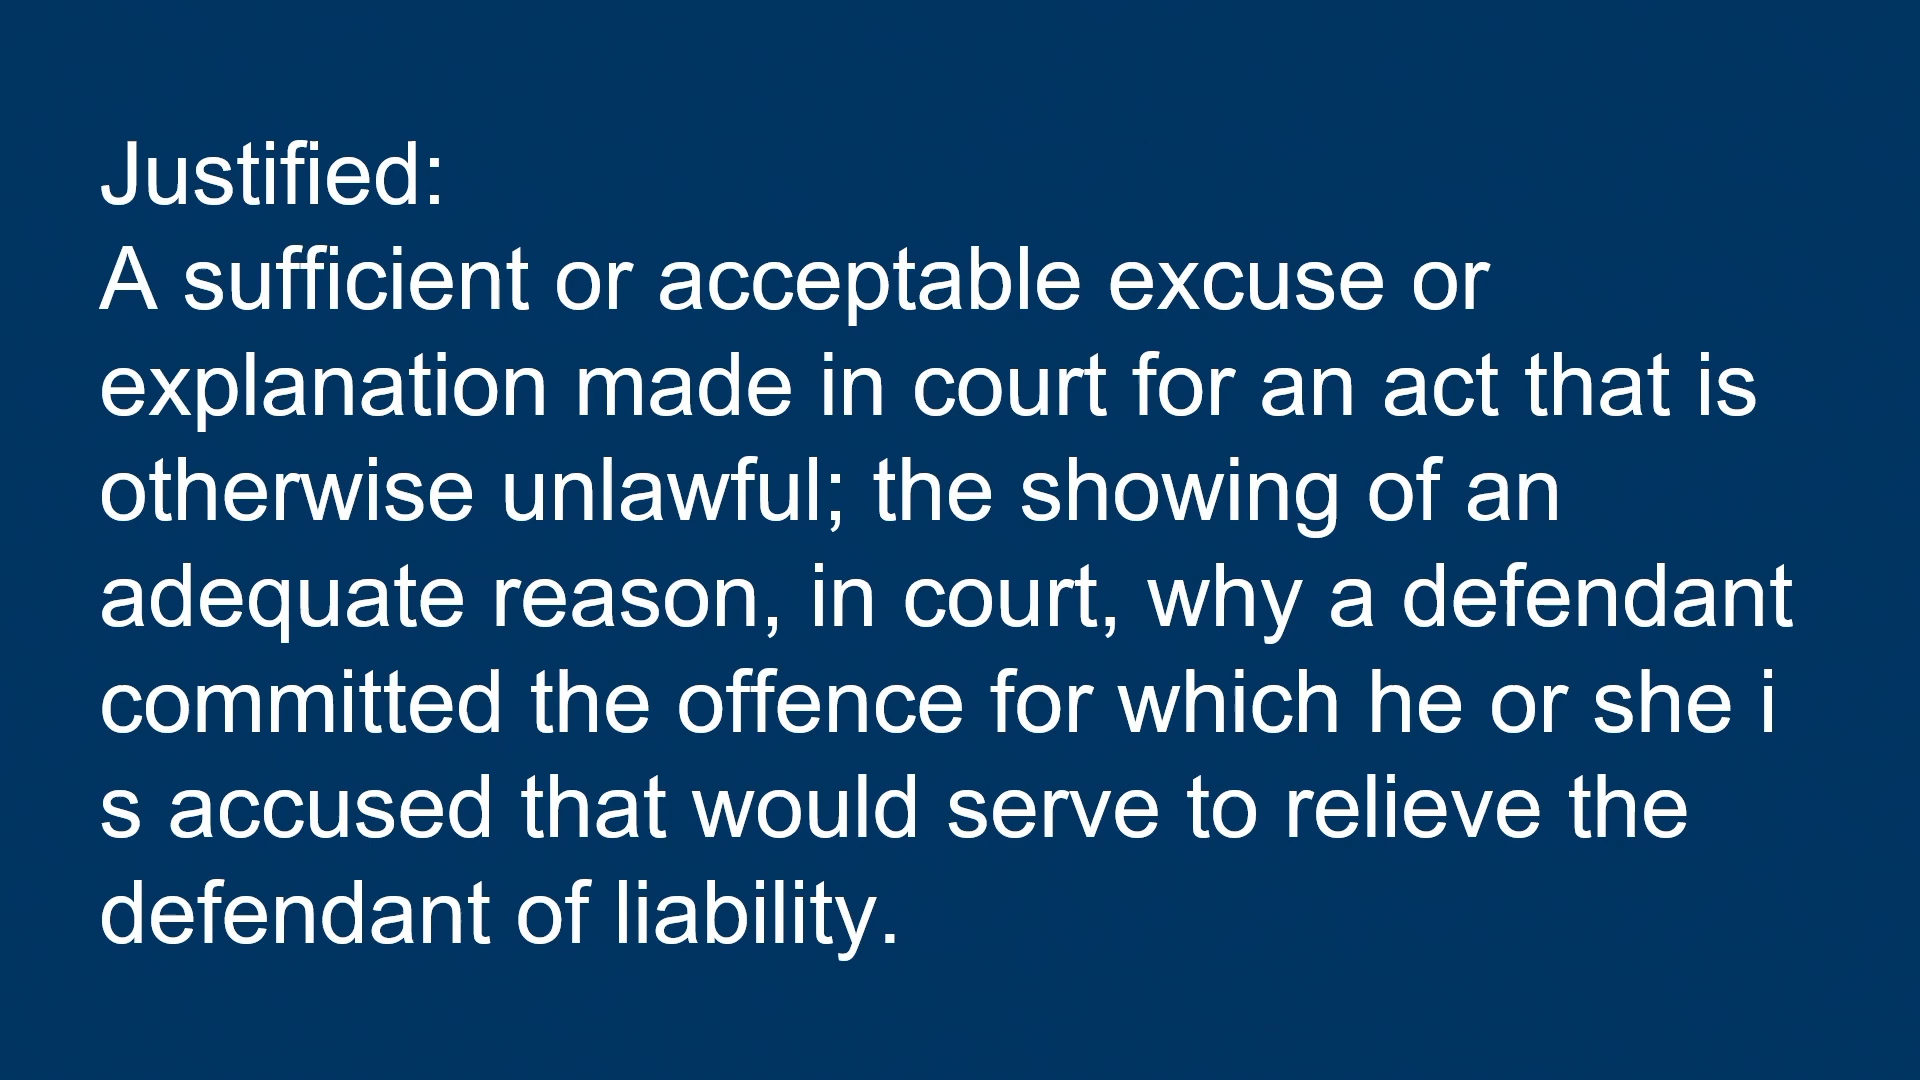 Justified:
A sufficient or acceptable excuse or
explanation made in court for an act that is
otherwise unlawful; the showing of an
adequate reason, in court, why a defendant
committed the offence for which he or she i
s accused that would serve to relieve the
defendant of liability.